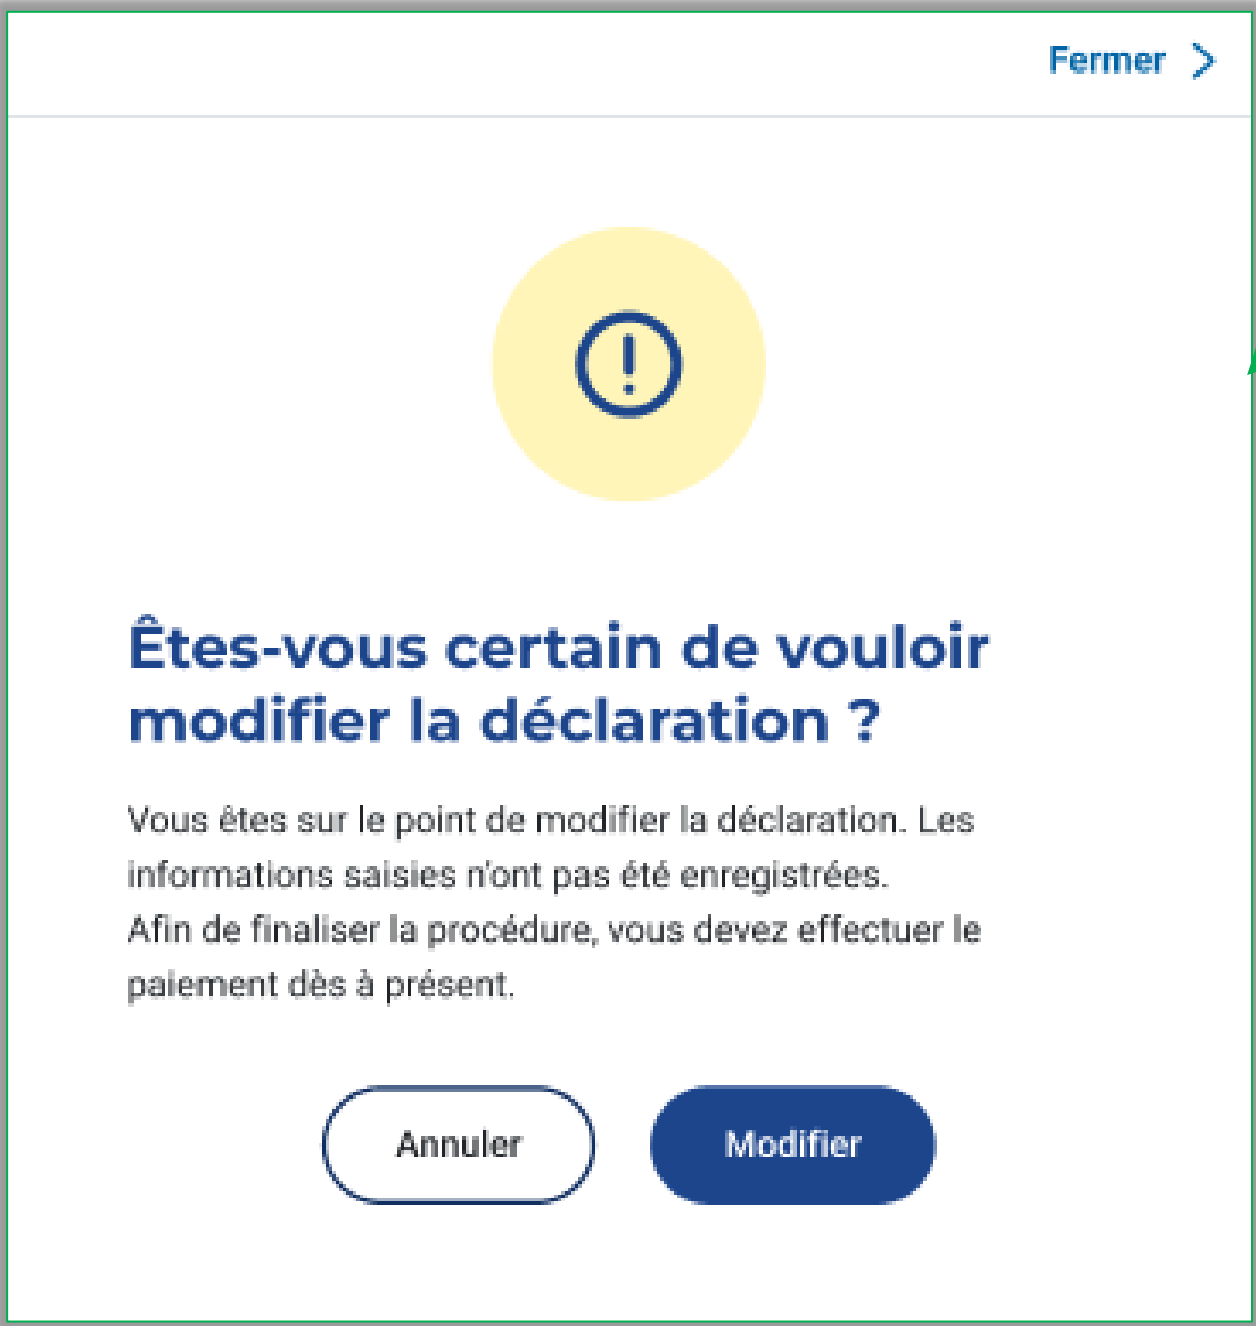 Fermer
Êtes-vous certain de vouloir
modifier la déclaration ?
Vous êtes sur le point de modifier la déclaration. Les
informations saisies n'ont pas été enregistrées.
Afin de finaliser la procédure, vous devez effectuer le
paiement dès à présent.
Annuler
Modifier